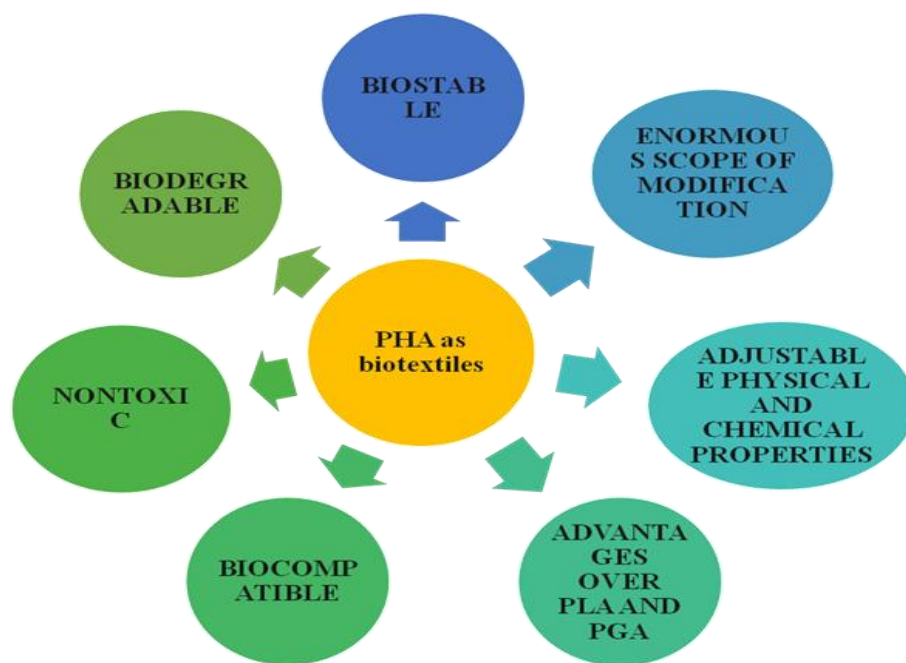 BIOSTAB
LE
ENORMOU
S SCOPE OF
MODIFICA
TION
BIODEGR
ADABLE
PHA as
biotextiles
ADJUSTABL
E PHYSICAL
AND
CHEMICAL
PROPERTIES
NONTOXI
C
ADVANTA
GES
OVER
PLA AND
PGA
BIOCOMP
ATIBLE